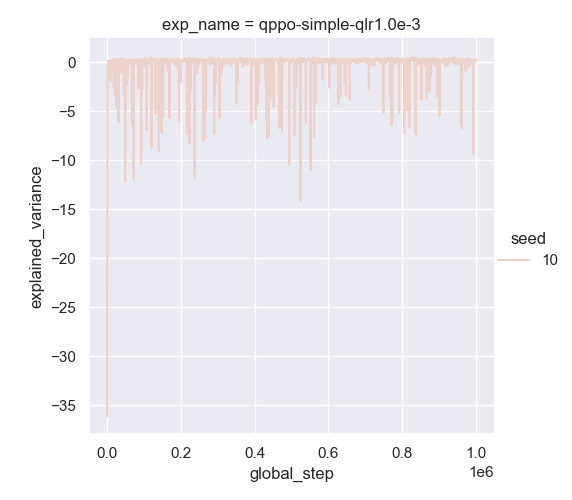 exp_name = qppo-simple-qlr1.0e-3
0
−5
−10
−15
−20
−25
−30
−35
explained_variance
0.0 0.2 0.4 0.6 0.8 1.0
1e6
global_step
seed
10